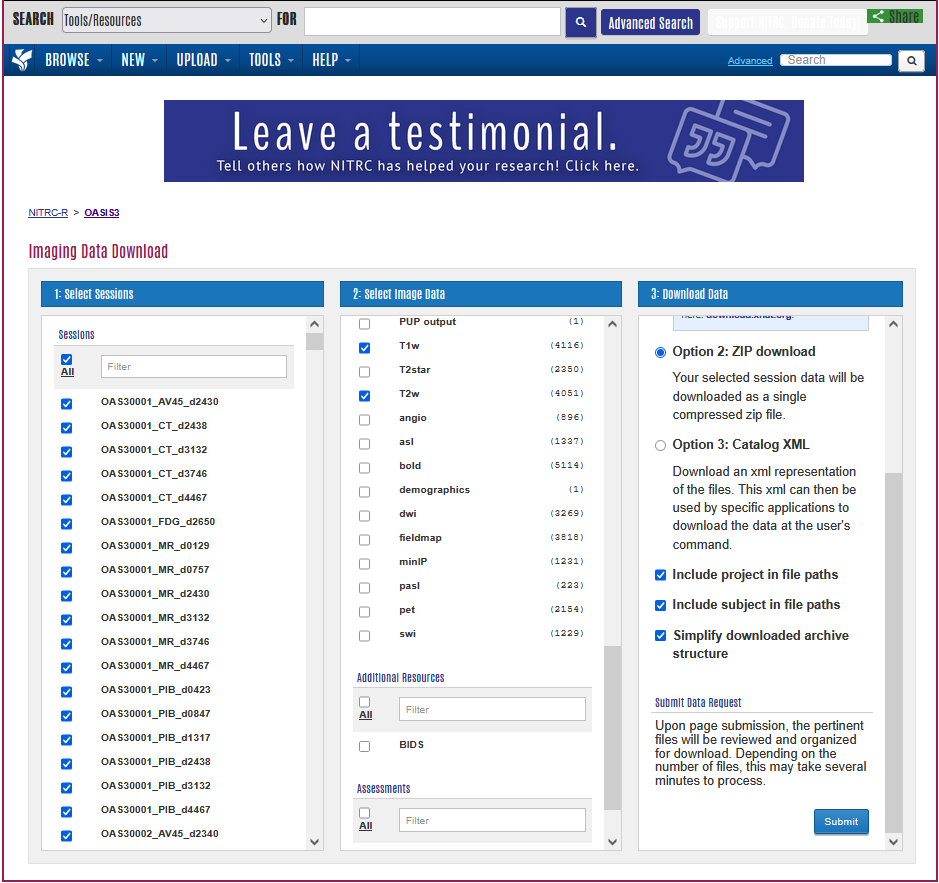 SEARCH Tools/Resources FOR Advanced Search Support NITRC: Donate Today! Share
BROWSE NEW UPLOAD TOOLS HELP Advanced Search
Leave a testimonial.
Tell others how NITRC has helped your research! Click here.
NITRC-R > OASIS3
Imaging Data Download
1: Select Sessions
Sessions
All Filter
OAS30001_AV45_d2430
OAS30001_CT_d2438
OAS30001_CT_d3132
OAS30001_CT_d3746
OAS30001_CT_d4467
OAS30001_FDG_d2650
OAS30001_MR_d0129
OAS30001_MR_d0757
OAS30001_MR_d2430
OAS30001_MR_d3132
OAS30001_MR_d3746
OAS30001_MR_d4467
OAS30001_PIB_d0423
OAS30001_PIB_d0847
OAS30001_PIB_d1317
OAS30001_PIB_d2438
OAS30001_PIB_d3132
OAS30001_PIB_d4467
OAS30002_AV45_d2340
2: Select Image Data
PUP output (1)
T1w (4116)
T2star (2350)
T2w (4051)
angio (896)
asl (1337)
bold (5114)
demographics (1)
dwi (3269)
fieldmap (3818)
minIP (1231)
pasl (223)
pet (2154)
swi (1229)
Additional Resources
All Filter
BIDS
Assessments
All Filter
3: Download Data
here: download.xnat.org.
Option 2: ZIP download
Your selected session data will be
downloaded as a single
compressed zip file.
Option 3: Catalog XML
Download an xml representation
of the files. This xml can then be
used by specific applications to
download the data at the user's
command.
Include project in file paths
Include subject in file paths
Simplify downloaded archive
structure
Submit Data Request
Upon page submission, the pertinent
files will be reviewed and organized
for download. Depending on the
number of files, this may take several
minutes to process.
Submit